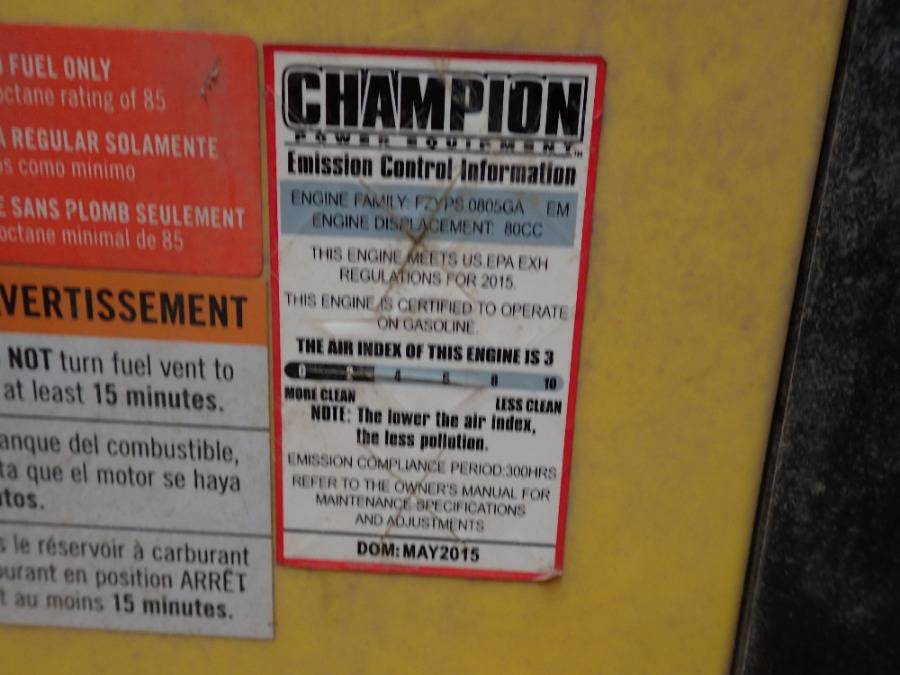 FUEL ONLY
octane rating of 85
REGULAR SOLAMENTE
como mínimo
SANS PLOMB SEULEMENT
octane minimal de 85
VERTISSEMENT
NOT turn fuel vent to
at least 15 minutes.
anque del combustible,
ta que el motor se haya
tos.
le réservoir à carburant
urant en position ARRÊT
t au moins 15 minutes.
CHAMPION
POWER EQUIPMENT™
Emission Control Information
ENGINE FAMILY: FZYPS.0805GA EM
ENGINE DISPLACEMENT: 80CC
THIS ENGINE MEETS US.EPA EXH
REGULATIONS FOR 2015.
THIS ENGINE IS CERTIFIED TO OPERATE
ON GASOLINE.
THE AIR INDEX OF THIS ENGINE IS 3
0 4 6 8 10
MORE CLEAN LESS CLEAN
NOTE: The lower the air index,
the less pollution.
EMISSION COMPLIANCE PERIOD:300HRS
REFER TO THE OWNER'S MANUAL FOR
MAINTENANCE SPECIFICATIONS
AND ADJUSTMENTS
DOM:MAY2015